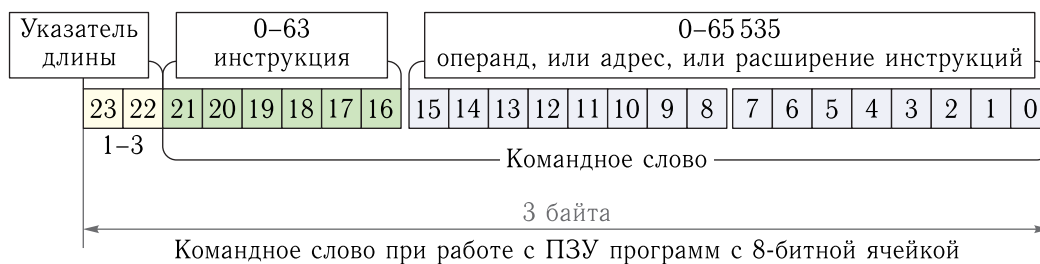 Указатель
длины
0–63
инструкция
0–65 535
операнд, или адрес, или расширение инструкций
23 22 21 20 19 18 17 16 15 14 13 12 11 10 9 8 7 6 5 4 3 2 1 0
1–3
Командное слово
3 байта
Командное слово при работе с ПЗУ программ с 8-битной ячейкой